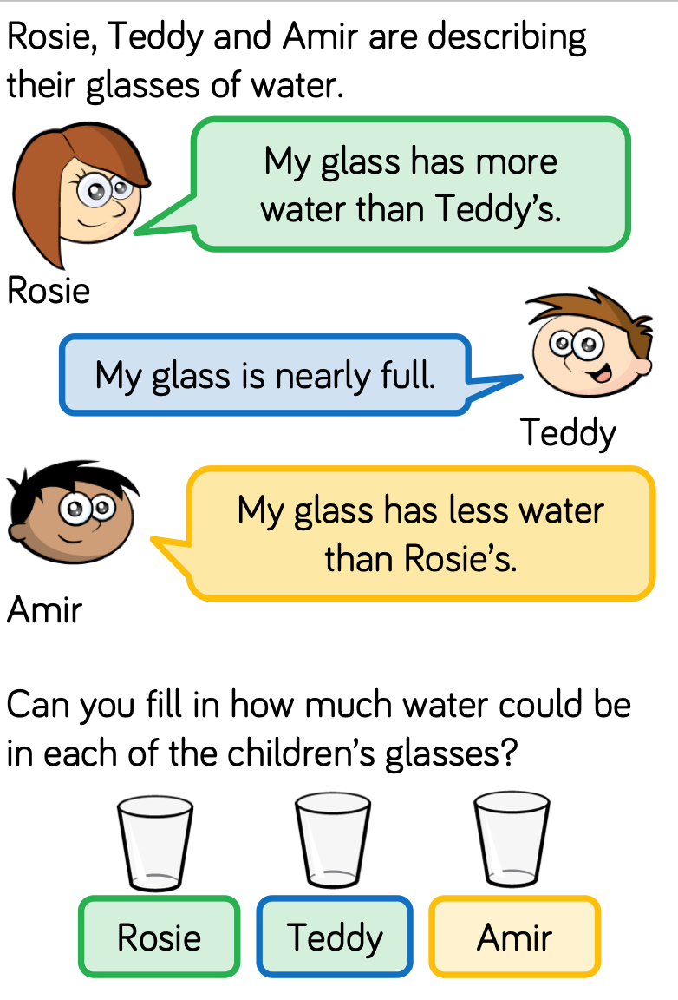 Rosie, Teddy and Amir are describing
their glasses of water.
My glass has more
water than Teddy’s.
Rosie
My glass is nearly full.
Teddy
My glass has less water
than Rosie’s.
Amir
Can you fill in how much water could be
in each of the children’s glasses?
Rosie
Teddy
Amir